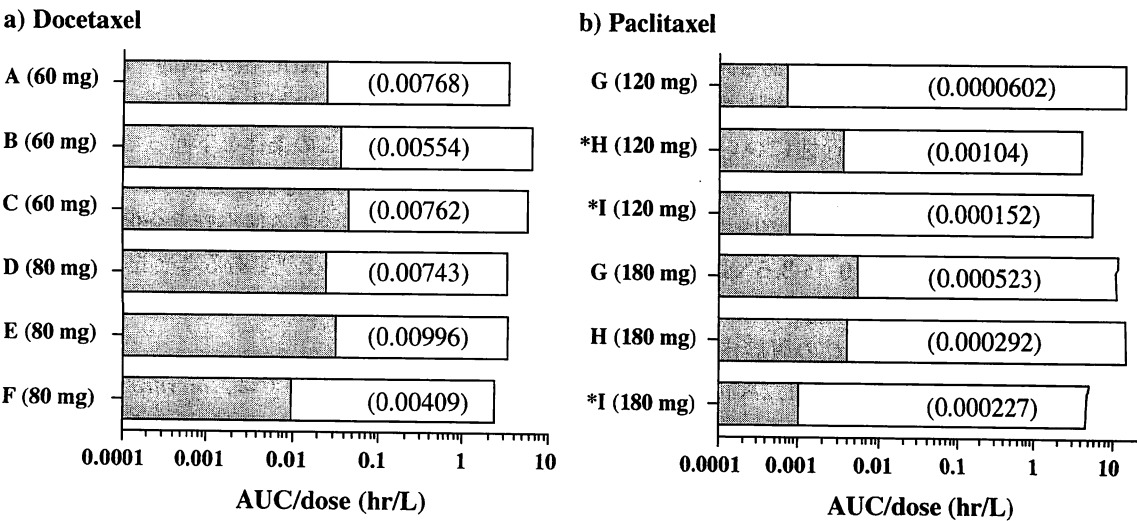 a) Docetaxel
A (60 mg)
(0.00768)
B (60 mg)
(0.00554)
C (60 mg)
(0.00762)
D (80 mg)
(0.00743)
E (80 mg)
(0.00996)
F (80 mg)
(0.00409)
0.0001 0.001 0.01 0.1 1 10
AUC/dose (hr/L)
b) Paclitaxel
G (120 mg)
(0.0000602)
*H (120 mg)
(0.00104)
*I (120 mg)
(0.000152)
G (180 mg)
(0.000523)
H (180 mg)
(0.000292)
*I (180 mg)
(0.000227)
0.0001 0.001 0.01 0.1 1 10
AUC/dose (hr/L)